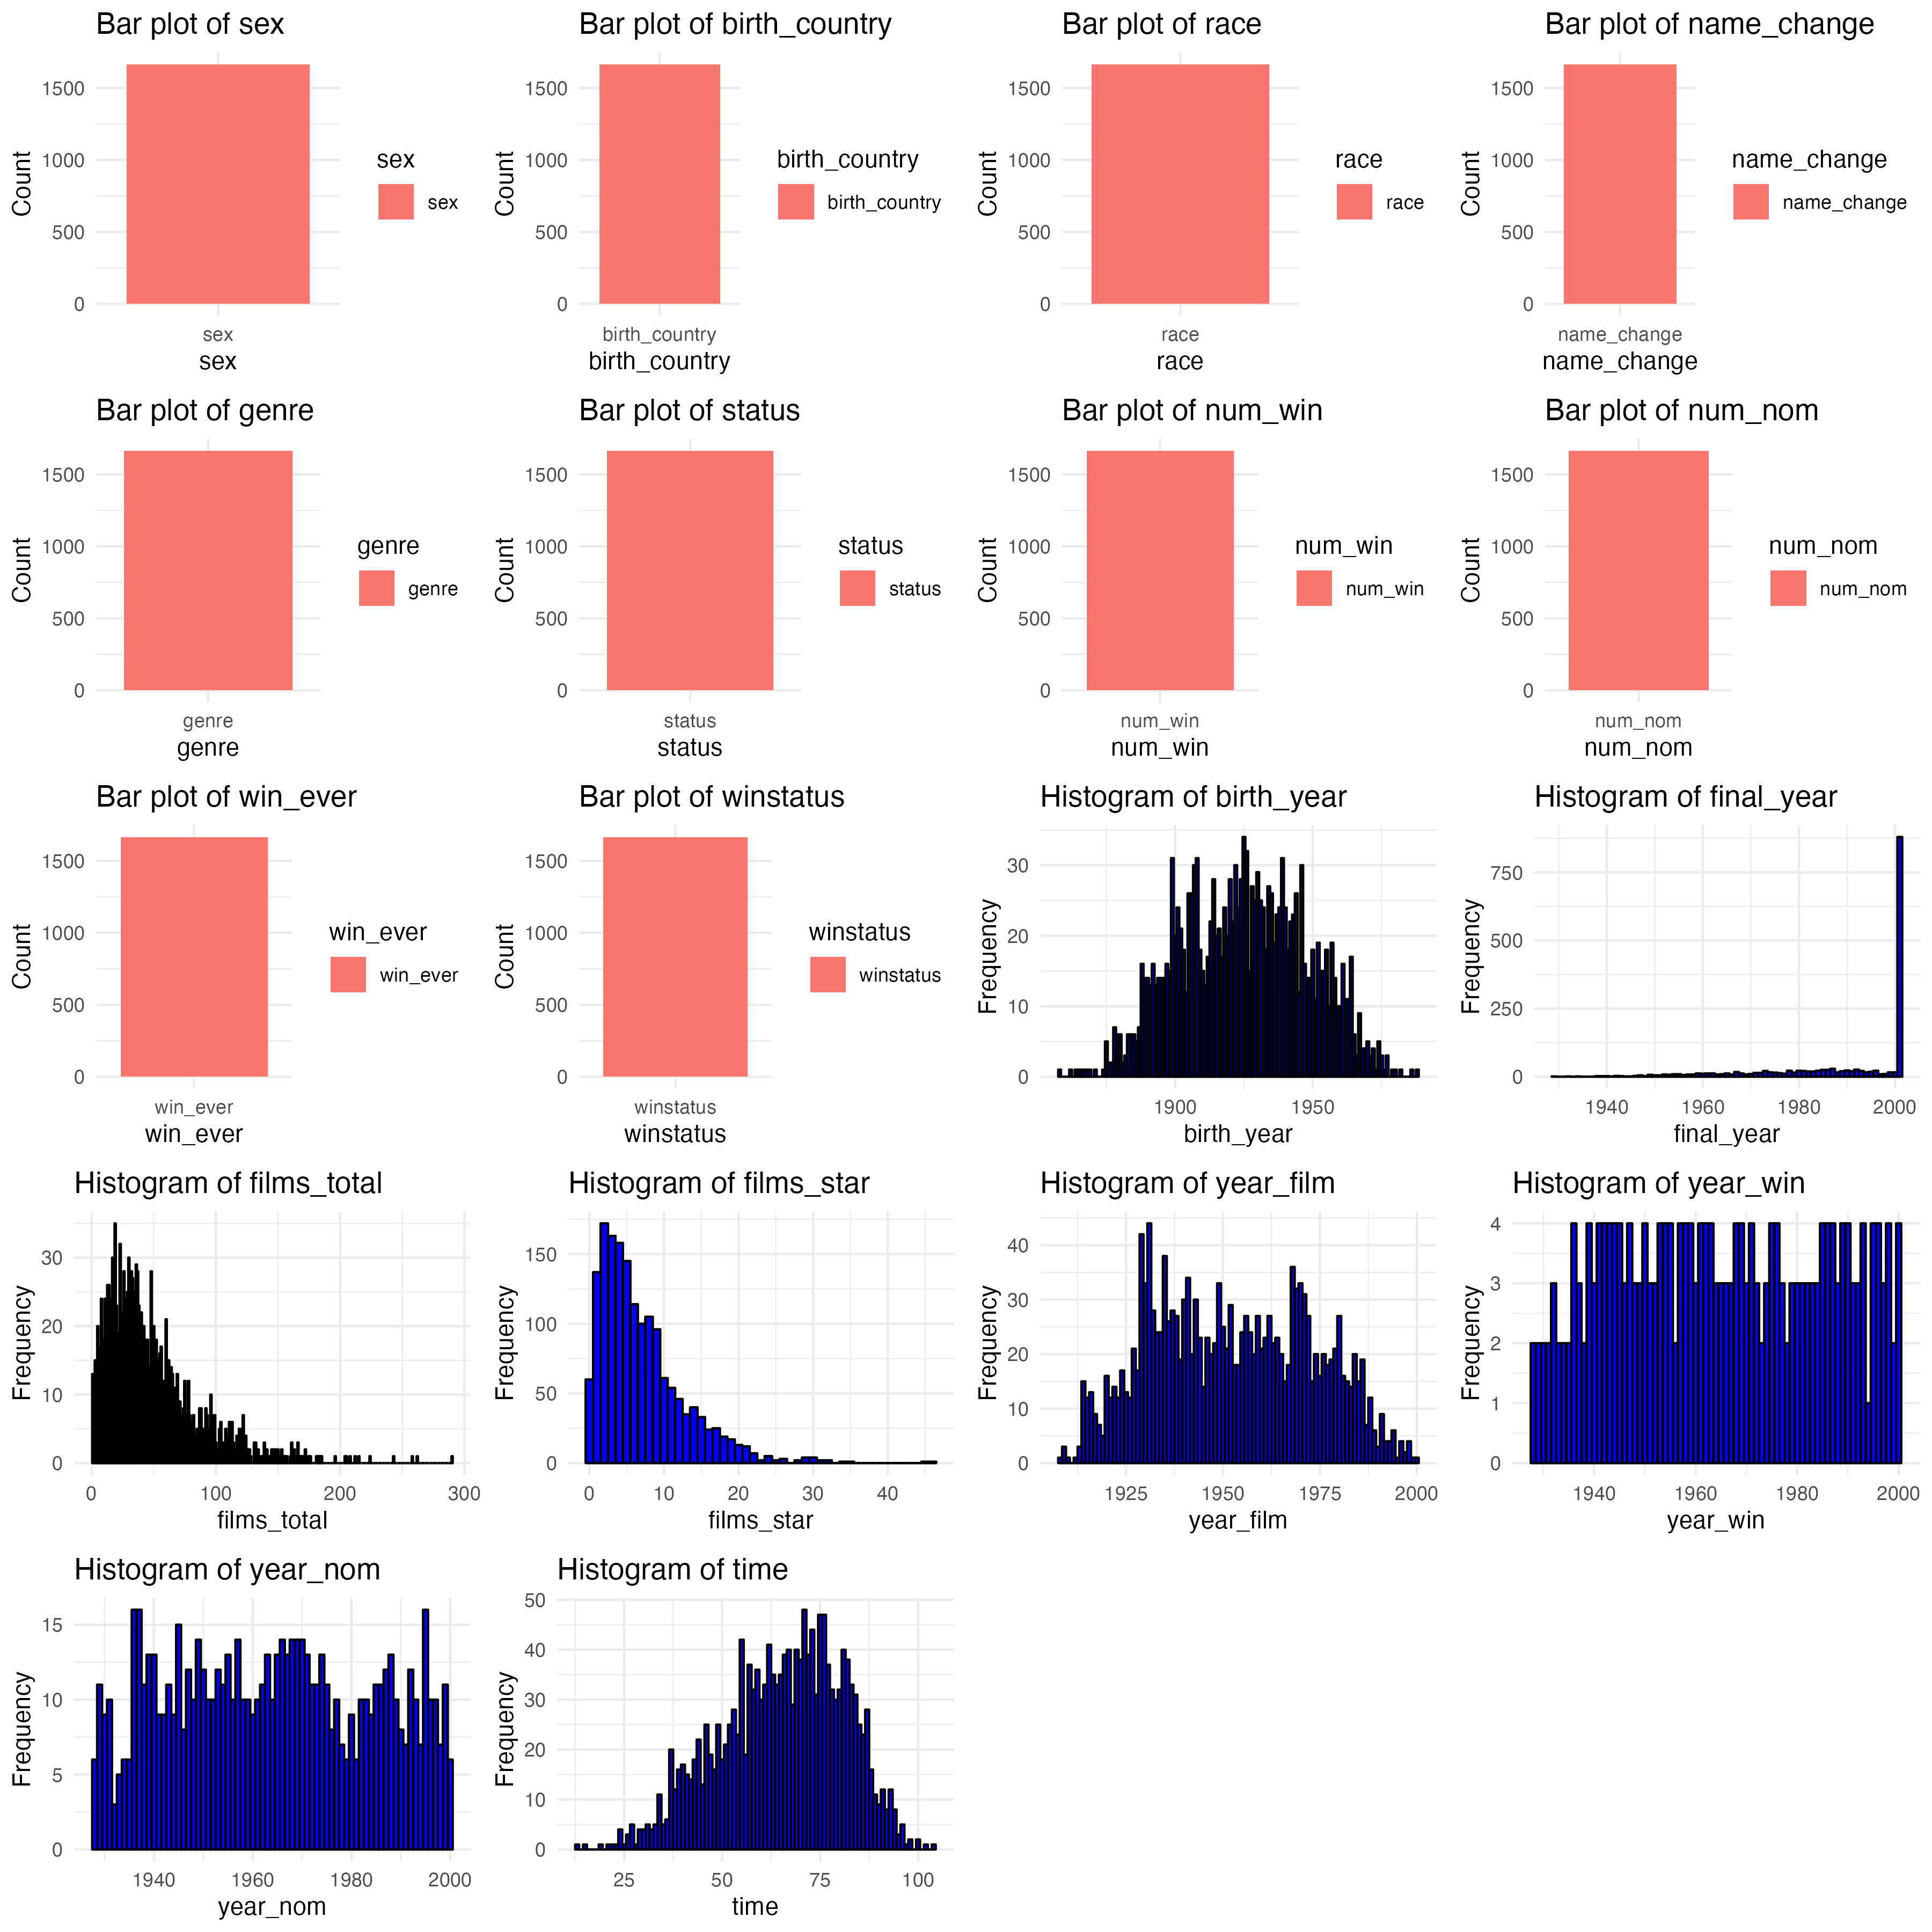 Bar plot of sex
Count
1500
1000
500
0
sex
sex
sex
sex
Bar plot of birth_country
Count
1500
1000
500
0
birth_country
birth_country
birth_country
birth_country
Bar plot of race
Count
1500
1000
500
0
race
race
race
race
Bar plot of name_change
Count
1500
1000
500
0
name_change
name_change
name_change
name_change
Bar plot of genre
Count
1500
1000
500
0
genre
genre
genre
genre
Bar plot of status
Count
1500
1000
500
0
status
status
status
status
Bar plot of num_win
Count
1500
1000
500
0
num_win
num_win
num_win
num_win
Bar plot of num_nom
Count
1500
1000
500
0
num_nom
num_nom
num_nom
num_nom
Bar plot of win_ever
Count
1500
1000
500
0
win_ever
win_ever
win_ever
win_ever
Bar plot of winstatus
Count
1500
1000
500
0
winstatus
winstatus
winstatus
winstatus
Histogram of birth_year
Frequency
30
20
10
0
1900 1950
birth_year
Histogram of final_year
Frequency
750
500
250
0
1940 1960 1980 2000
final_year
Histogram of films_total
Frequency
30
20
10
0
0 100 200 300
films_total
Histogram of films_star
Frequency
150
100
50
0
0 10 20 30 40
films_star
Histogram of year_film
Frequency
40
30
20
10
0
1925 1950 1975 2000
year_film
Histogram of year_win
Frequency
4
3
2
1
0
1940 1960 1980 2000
year_win
Histogram of year_nom
Frequency
15
10
5
0
1940 1960 1980 2000
year_nom
Histogram of time
Frequency
50
40
30
20
10
0
25 50 75 100
time